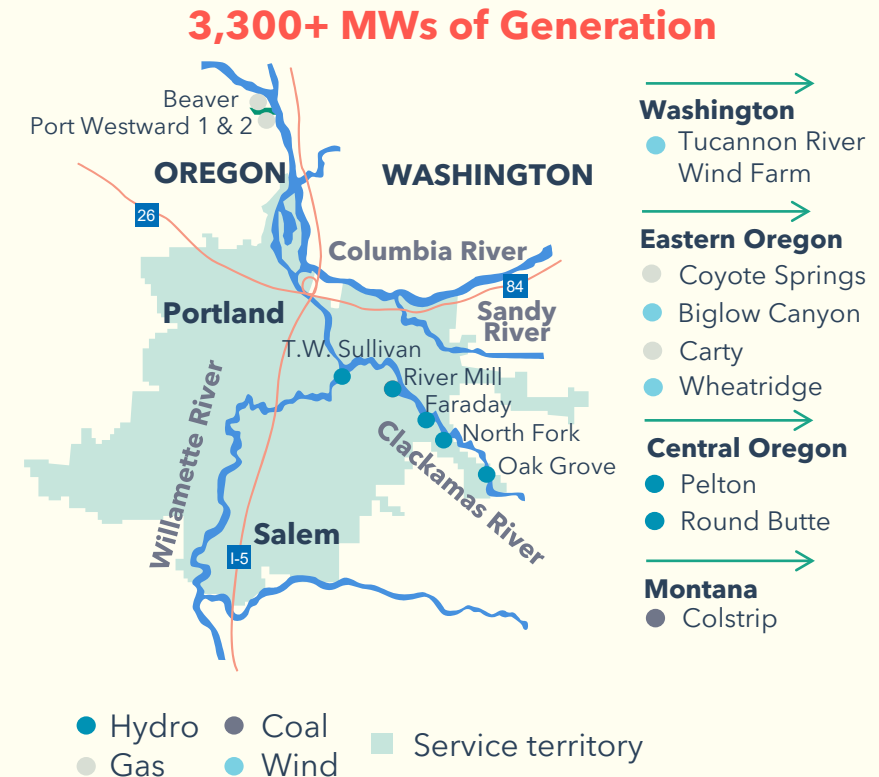 3,300+ MWs of Generation
Beaver
Port Westward 1 & 2
OREGON
WASHINGTON
26
Columbia River
84
Sandy
River
Portland
T.W. Sullivan
River Mill
Faraday
North Fork
Oak Grove
Clackamas River
Willamette River
Salem
I-5
Washington
Tucannon River
Wind Farm
Eastern Oregon
Coyote Springs
Biglow Canyon
Carty
Wheatridge
Central Oregon
Pelton
Round Butte
Montana
Colstrip
Hydro
Coal
Service territory
Gas
Wind